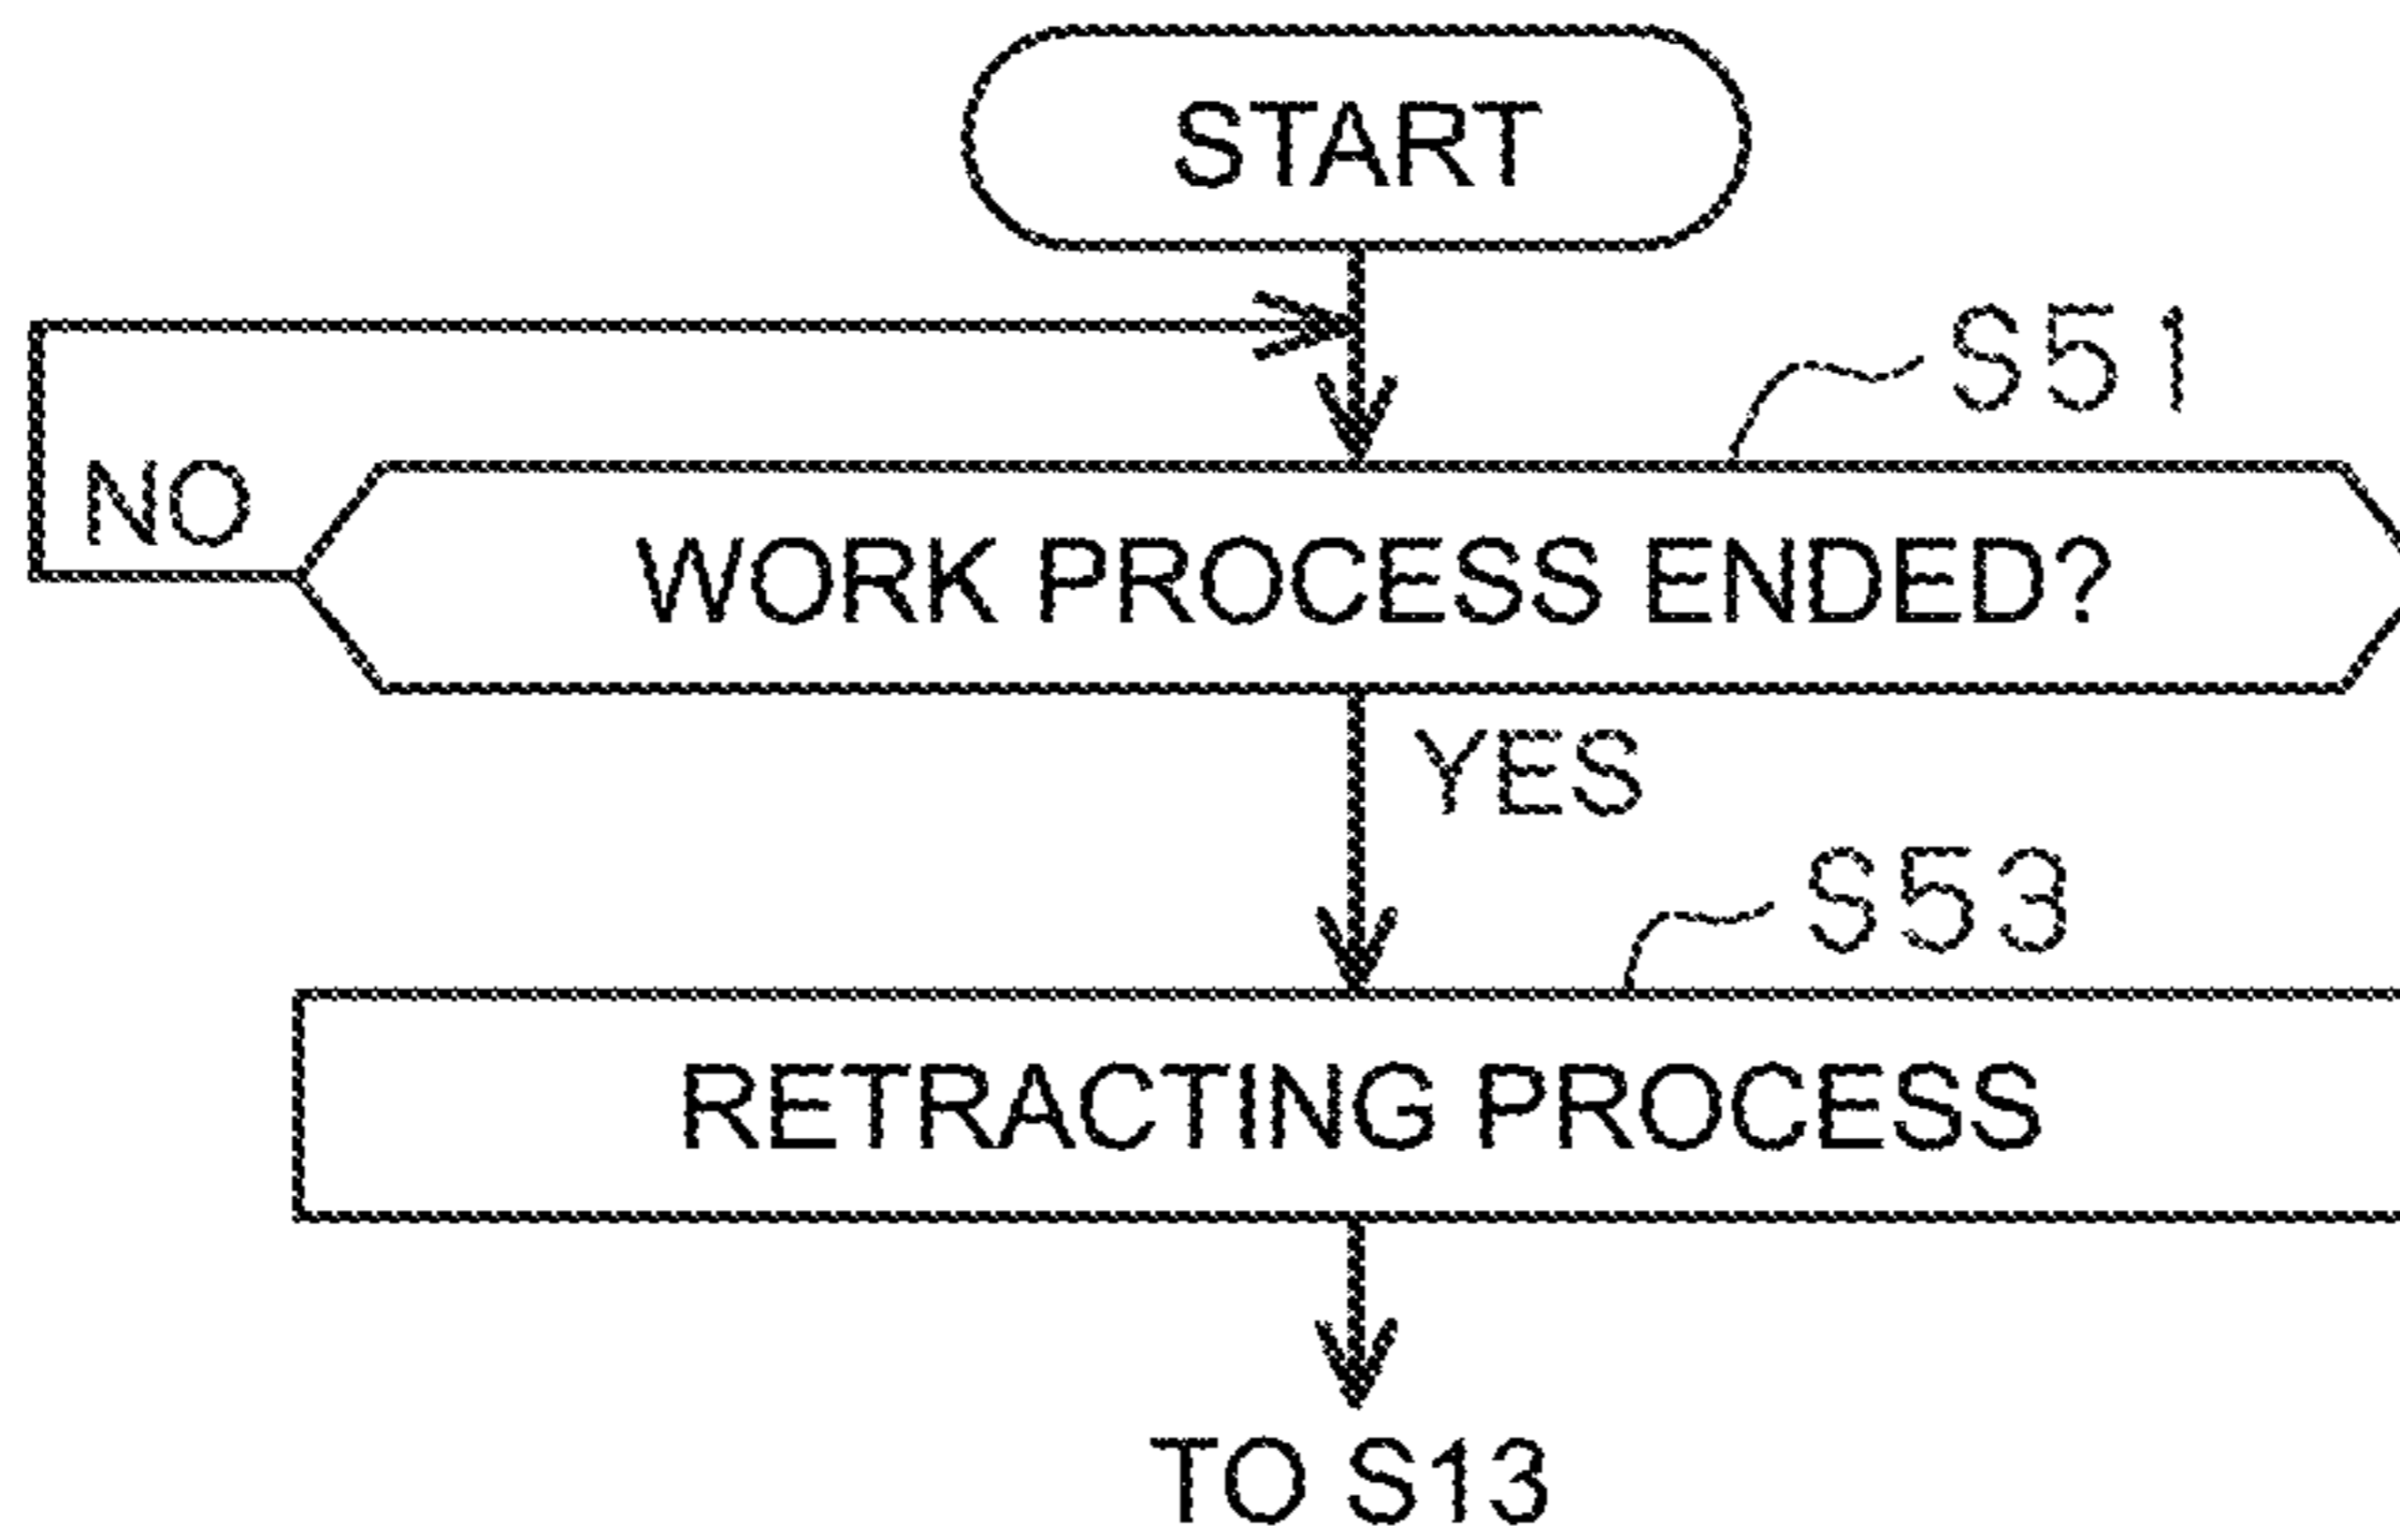 START
S51
NO
WORK PROCESS ENDED?
YES
S53
RETRACTING PROCESS
TO S13